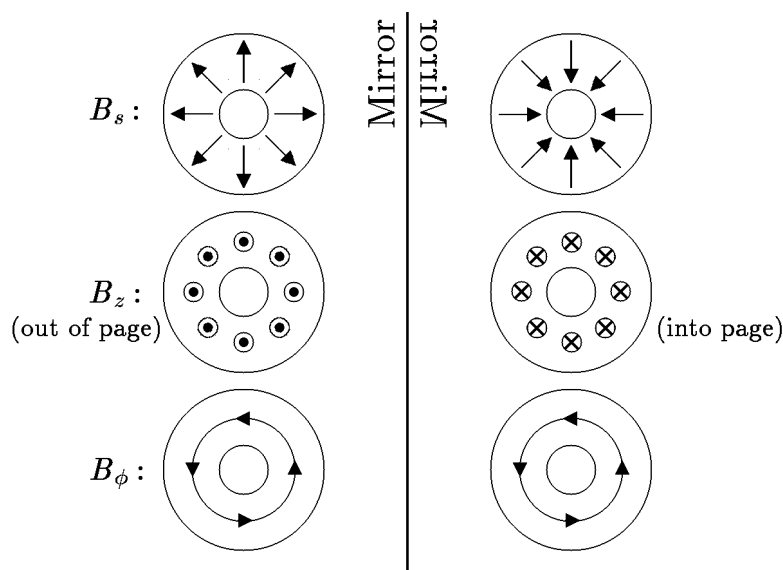 Mirror
Mirror
B_s :
B_z :
(out of page)
(into page)
B_ϕ :